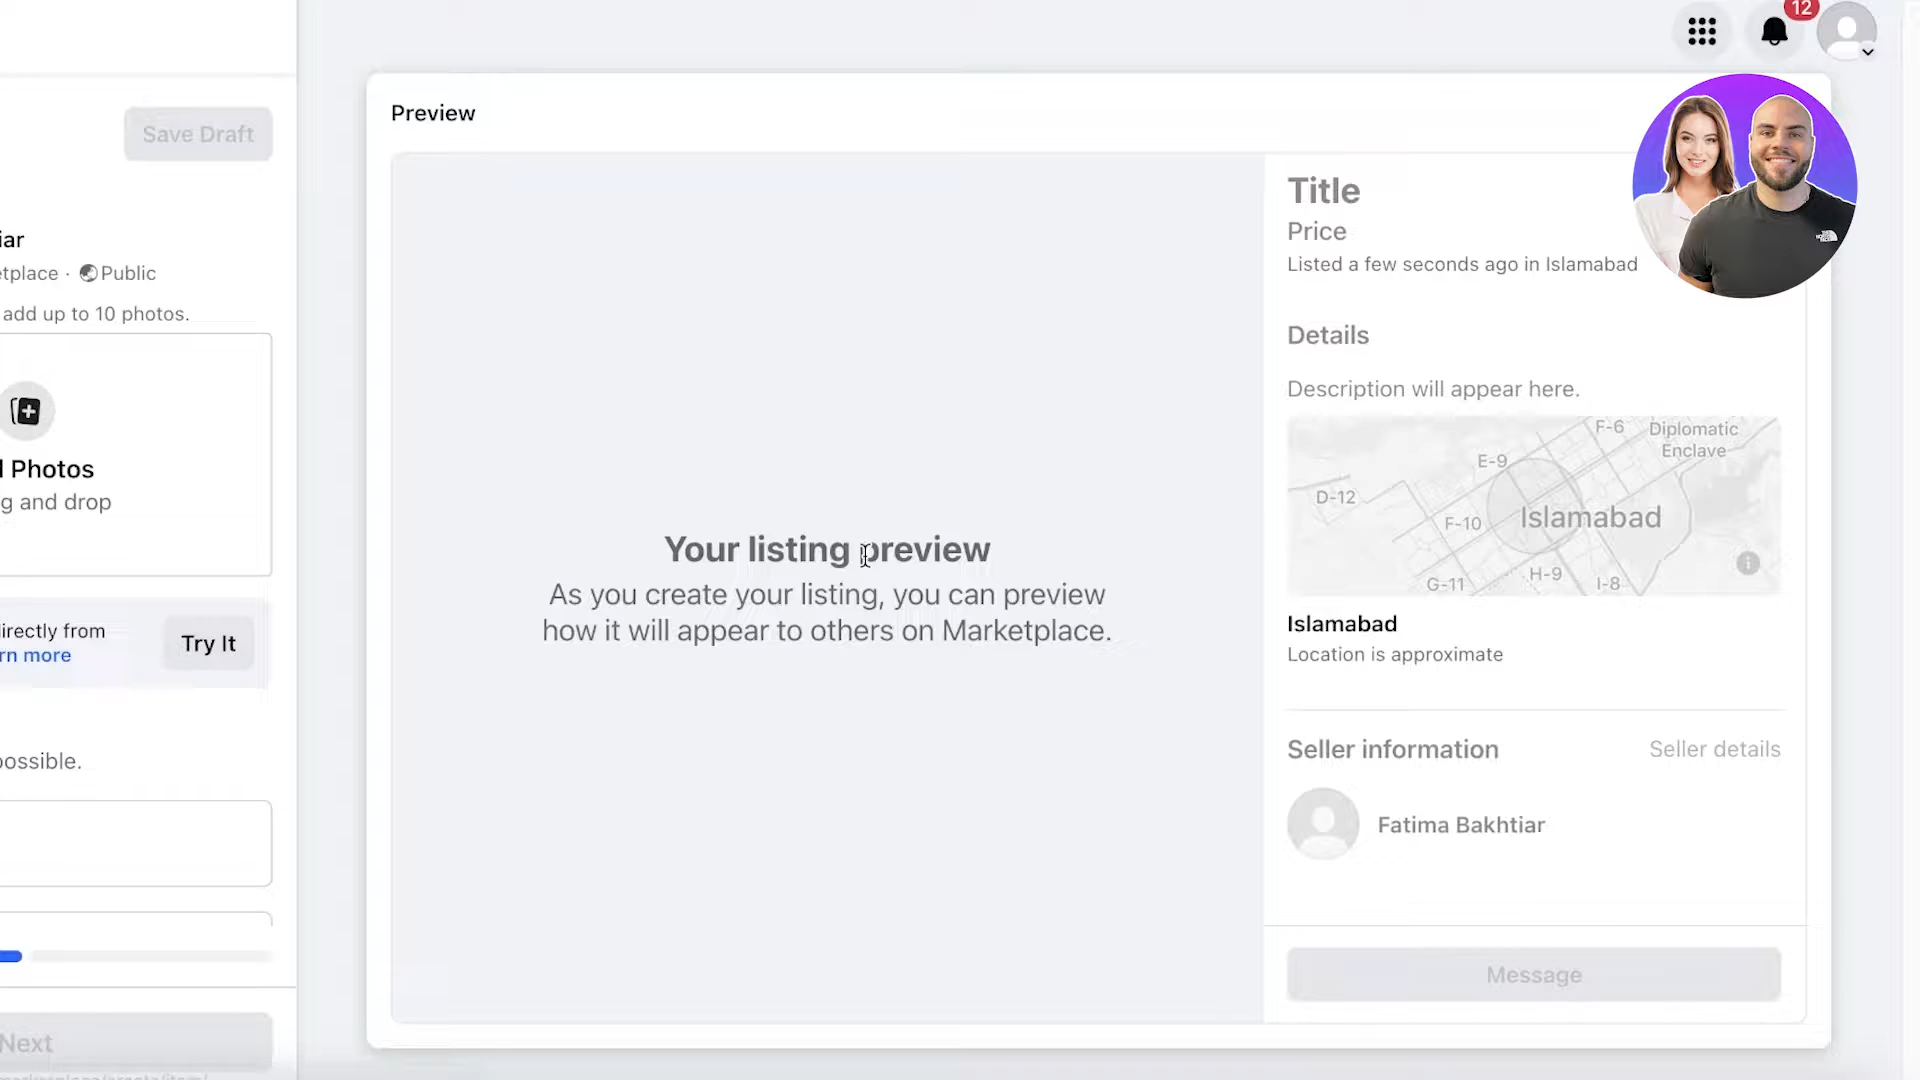 12
Save Draft
iar
etplace · Public
add up to 10 photos.
Photos
g and drop
irectly from
rn more
Try It
ossible.
Next
Preview
Your listing preview
As you create your listing, you can preview
how it will appear to others on Marketplace.
Title
Price
Listed a few seconds ago in Islamabad
Details
Description will appear here.
F-6
Diplomatic
Enclave
E-9
D-12
F-10
Islamabad
H-9
G-11
I-8
Islamabad
Location is approximate
Seller information
Seller details
Fatima Bakhtiar
Message